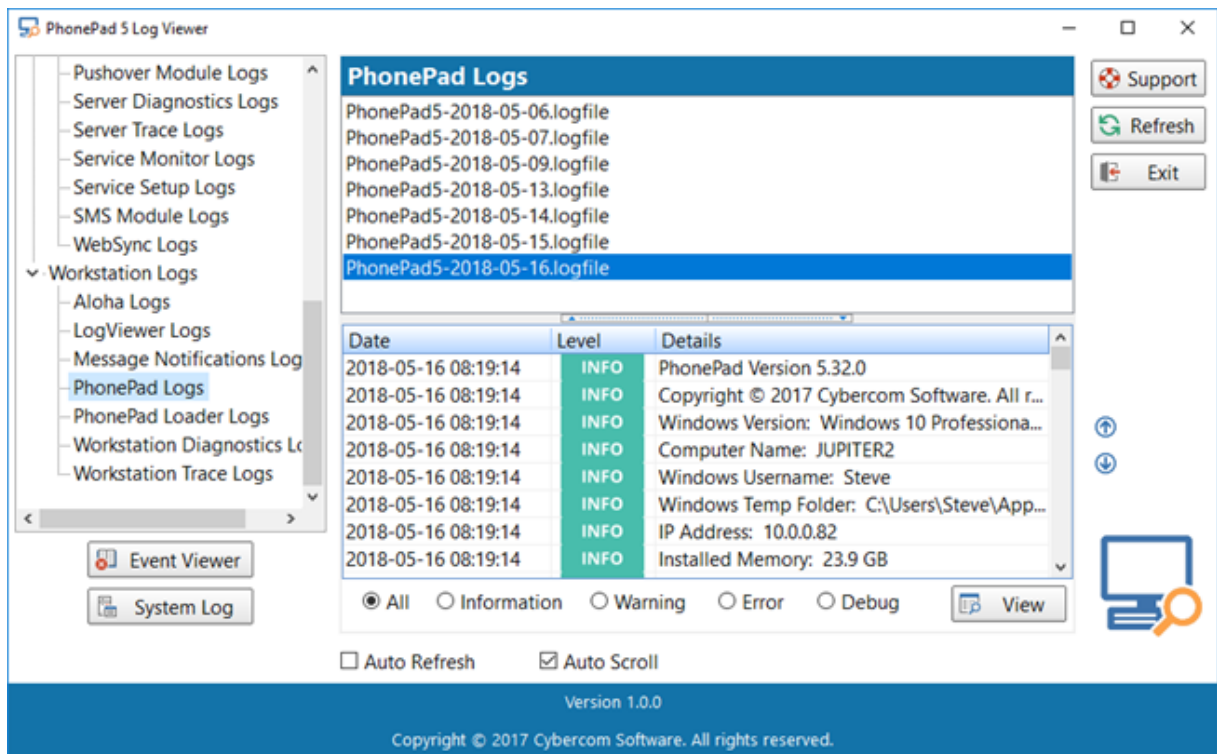 PhonePad 5 Log Viewer
Pushover Module Logs
Server Diagnostics Logs
Server Trace Logs
Service Monitor Logs
Service Setup Logs
SMS Module Logs
WebSync Logs
Workstation Logs
Aloha Logs
LogViewer Logs
Message Notifications Log
PhonePad Logs
PhonePad Loader Logs
Workstation Diagnostics Lo
Workstation Trace Logs
Event Viewer
System Log
PhonePad Logs
PhonePad5-2018-05-06.logfile
PhonePad5-2018-05-07.logfile
PhonePad5-2018-05-09.logfile
PhonePad5-2018-05-13.logfile
PhonePad5-2018-05-14.logfile
PhonePad5-2018-05-15.logfile
PhonePad5-2018-05-16.logfile
Date Level Details
2018-05-16 08:19:14 INFO PhonePad Version 5.32.0
2018-05-16 08:19:14 INFO Copyright © 2017 Cybercom Software. All r...
2018-05-16 08:19:14 INFO Windows Version: Windows 10 Professiona...
2018-05-16 08:19:14 INFO Computer Name: JUPITER2
2018-05-16 08:19:14 INFO Windows Username: Steve
2018-05-16 08:19:14 INFO Windows Temp Folder: C:\Users\Steve\App...
2018-05-16 08:19:14 INFO IP Address: 10.0.0.82
2018-05-16 08:19:14 INFO Installed Memory: 23.9 GB
All Information Warning Error Debug View
Auto Refresh Auto Scroll
Support
Refresh
Exit
Version 1.0.0
Copyright © 2017 Cybercom Software. All rights reserved.